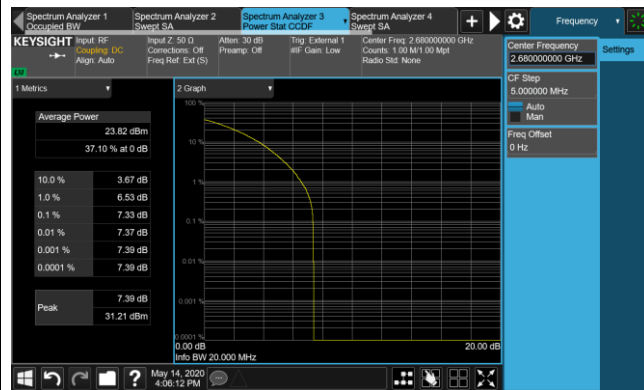 Spectrum Analyzer 1
Occupied BW
Spectrum Analyzer 2
Swept SA
Spectrum Analyzer 3
Power Stat CCDF
Spectrum Analyzer 4
Swept SA
Frequency
KEYSIGHT
Input: RF
Coupling: DC
Align: Auto
Input Z: 50 Ω
Corrections: Off
Freq Ref: Ext (S)
Atten: 30 dB
Preamp: Off
Trig: External 1
#IF Gain: Low
Center Freq: 2.680000000 GHz
Counts: 1.00 M/1.00 Mpt
Radio Std: None
Center Frequency
2.680000000 GHz
Settings
CF Step
5.000000 MHz
Auto
Man
Freq Offset
0 Hz
1 Metrics
2 Graph
Average Power
23.82 dBm
37.10 % at 0 dB
10.0 % 3.67 dB
1.0 % 6.53 dB
0.1 % 7.33 dB
0.01 % 7.37 dB
0.001 % 7.39 dB
0.0001 % 7.39 dB
Peak
7.39 dB
31.21 dBm
100 %
10 %
1 %
0.1 %
0.01 %
0.001 %
0.0001 %
0.00 dB
20.00 dB
Info BW 20.000 MHz
May 14, 2020
4:06:12 PM